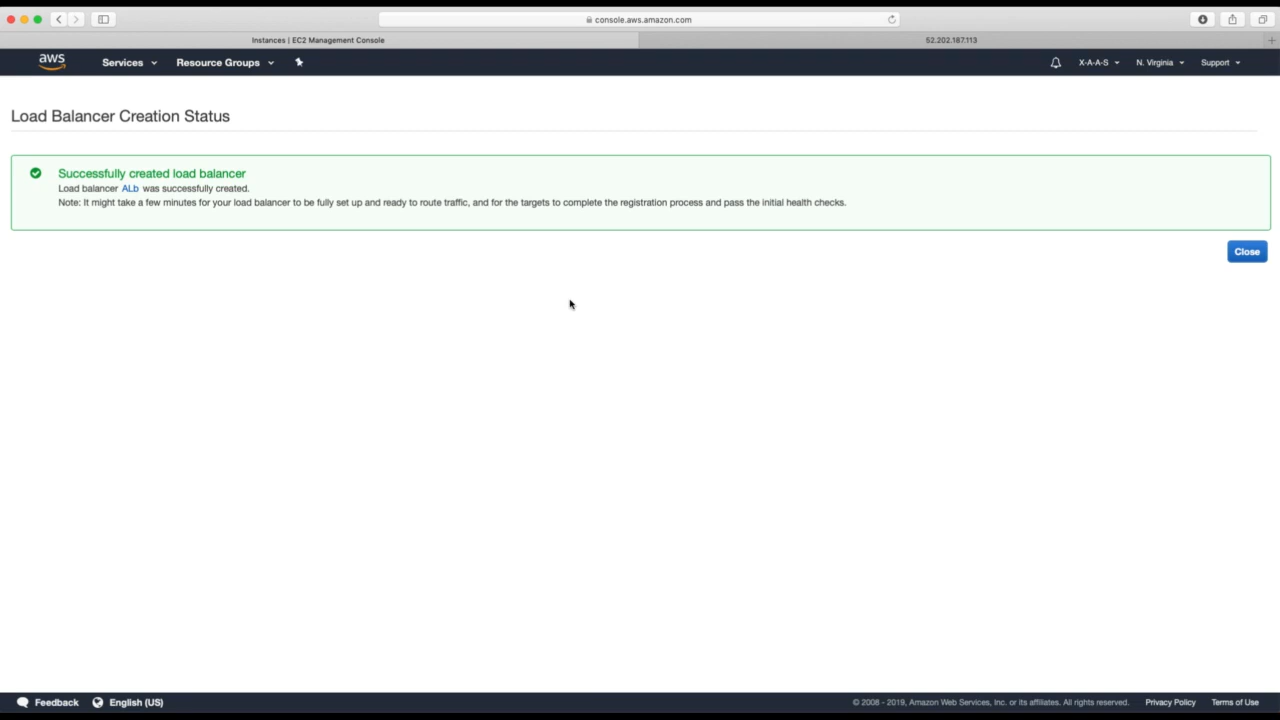 console.aws.amazon.com
Instances | EC2 Management Console
52.202.187.113
aws
Services
Resource Groups
X-A-A-S
N. Virginia
Support
Load Balancer Creation Status
Successfully created load balancer
Load balancer ALb was successfully created.
Note: It might take a few minutes for your load balancer to be fully set up and ready to route traffic, and for the targets to complete the registration process and pass the initial health checks.
Close
Feedback
English (US)
© 2008 - 2019, Amazon Web Services, Inc. or its affiliates. All rights reserved.
Privacy Policy
Terms of Use